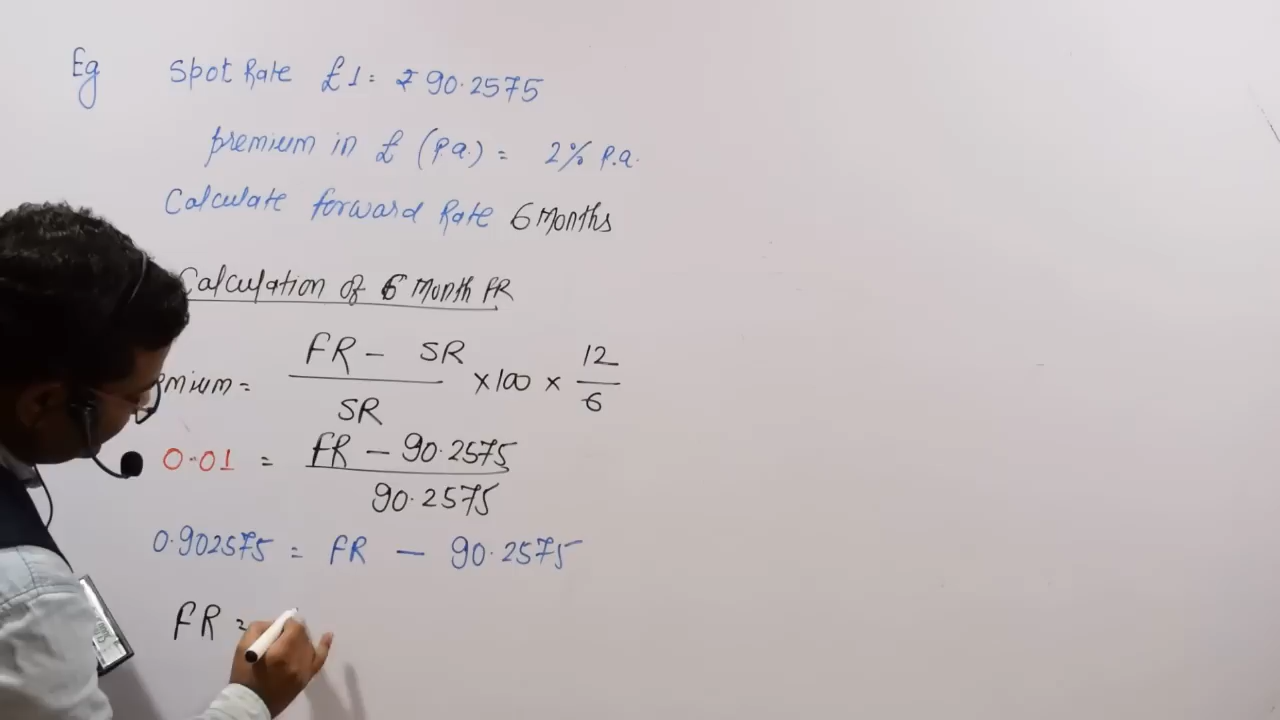 Eg Spot Rate £1 = ₹ 90.2575
premium in £ (p.a.) = 2% p.a.
Calculate forward Rate 6 Months
Calculation of 6 Month FR
mium = FR - SR / SR × 100 × 12 / 6
0.01 = FR - 90.2575 / 90.2575
0.902575 = FR - 90.2575
FR =